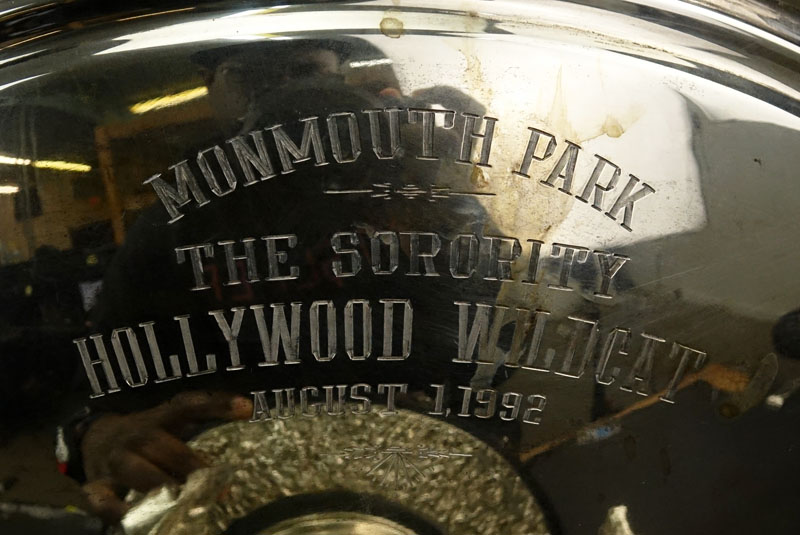 MONMOUTH PARK
THE SORORITY
HOLLYWOOD WILDCAT
AUGUST 1, 1992